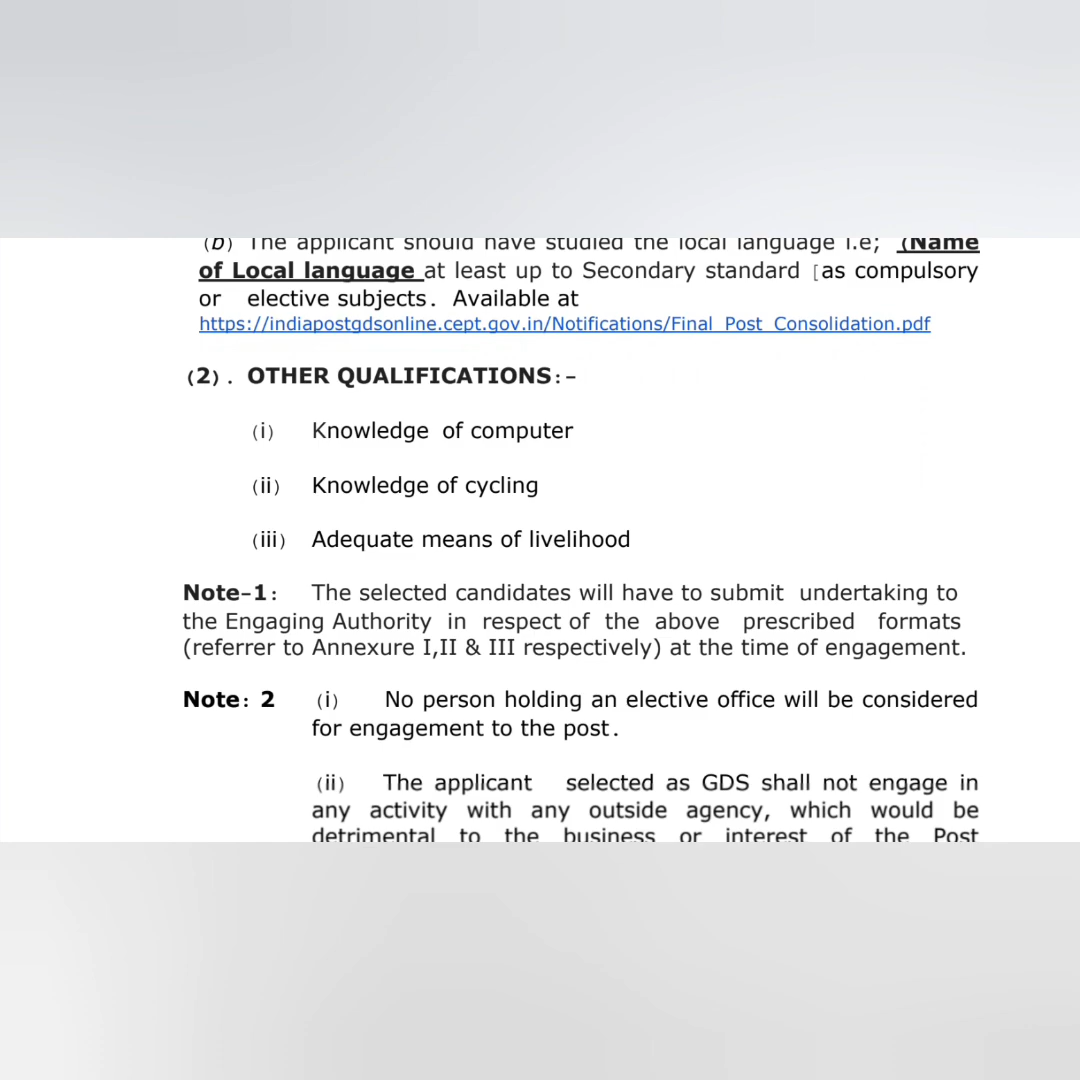 (b) The applicant should have studied the local language i.e; (Name
of Local language at least up to Secondary standard [as compulsory
or elective subjects. Available at
https://indiapostgdsonline.cept.gov.in/Notifications/Final_Post_Consolidation.pdf
(2). OTHER QUALIFICATIONS:-
(i) Knowledge of computer
(ii) Knowledge of cycling
(iii) Adequate means of livelihood
Note-1: The selected candidates will have to submit undertaking to
the Engaging Authority in respect of the above prescribed formats
(referrer to Annexure I,II & III respectively) at the time of engagement.
Note: 2 (i) No person holding an elective office will be considered
for engagement to the post.
(ii) The applicant selected as GDS shall not engage in
any activity with any outside agency, which would be
detrimental to the business or interest of the Post